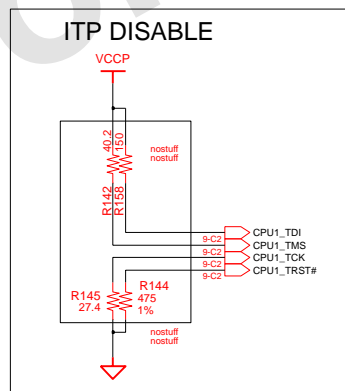 ITP DISABLE
VCCP
40.2
150
nostuff
nostuff
R142
R158
CPU1_TDI
9-C2
CPU1_TMS
9-C2
CPU1_TCK
9-C2
CPU1_TRST#
9-C2
R145
27.4
R144
475
1%
nostuff
nostuff